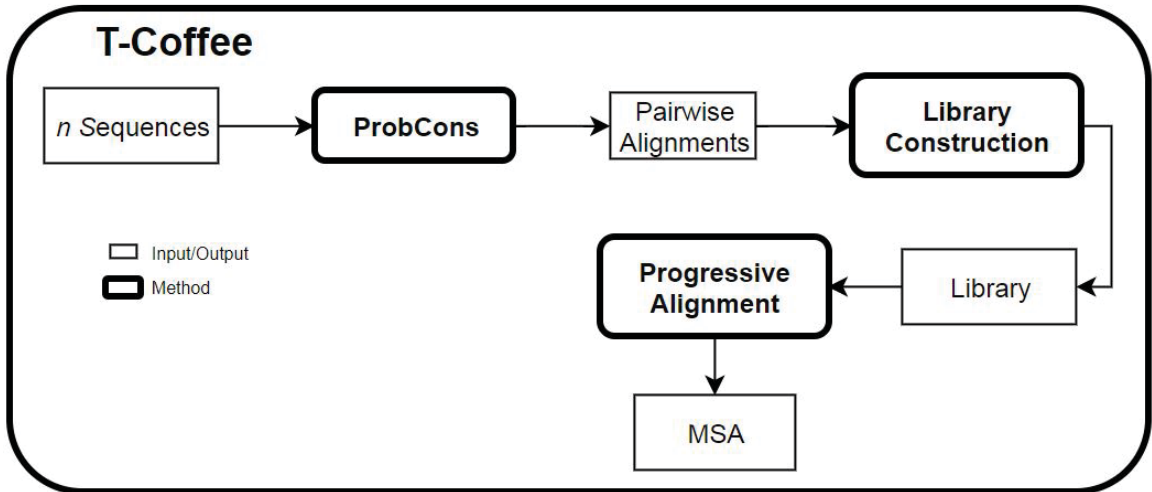 T-Coffee
n Sequences
ProbCons
Pairwise
Alignments
Library
Construction
Input/Output
Method
Progressive
Alignment
Library
MSA